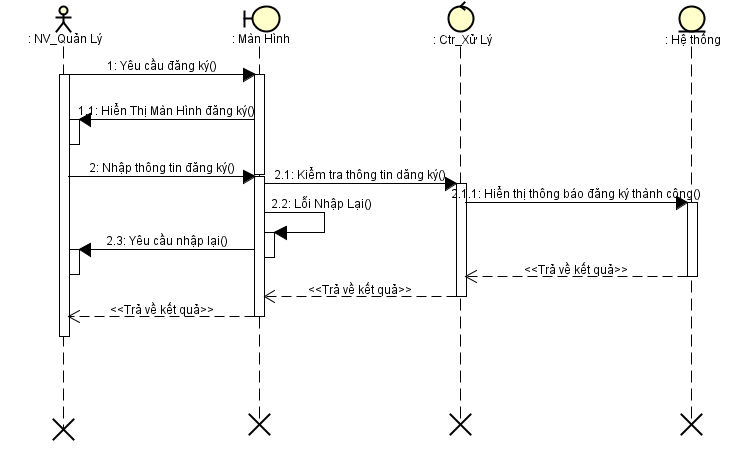 : NV_Quản Lý
: Màn Hình
: Ctr_Xử Lý
: Hệ thống
1: Yêu cầu đăng ký()
1.1: Hiển Thị Màn Hình đăng ký()
2: Nhập thông tin đăng ký()
2.1: Kiểm tra thông tin dăng ký()
2.1.1: Hiển thị thông báo đăng ký thành công()
2.2: Lỗi Nhập Lại()
2.3: Yêu cầu nhập lại()
<<Trả về kết quả>>
<<Trả về kết quả>>
<<Trả về kết quả>>